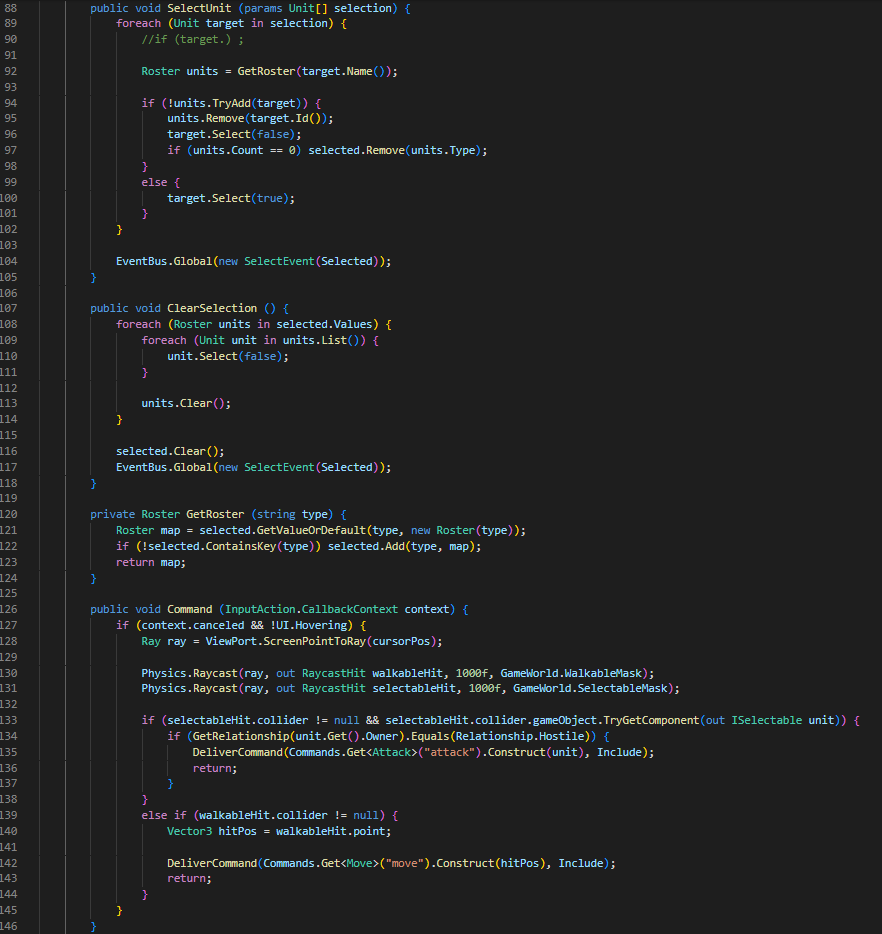 88 public void SelectUnit (params Unit[] selection) {
89 foreach (Unit target in selection) {
90 //if (target.) ;
91
92 Roster units = GetRoster(target.Name());
93
94 if (!units.TryAdd(target)) {
95 units.Remove(target.Id());
96 target.Select(false);
97 if (units.Count == 0) selected.Remove(units.Type);
98 }
99 else {
100 target.Select(true);
101 }
102 }
103
104 EventBus.Global(new SelectEvent(Selected));
105 }
106
107 public void ClearSelection () {
108 foreach (Roster units in selected.Values) {
109 foreach (Unit unit in units.List()) {
110 unit.Select(false);
111 }
112
113 units.Clear();
114 }
115
116 selected.Clear();
117 EventBus.Global(new SelectEvent(Selected));
118 }
119
120 private Roster GetRoster (string type) {
121 Roster map = selected.GetValueOrDefault(type, new Roster(type));
122 if (!selected.ContainsKey(type)) selected.Add(type, map);
123 return map;
124 }
125
126 public void Command (InputAction.CallbackContext context) {
127 if (context.canceled && !UI.Hovering) {
128 Ray ray = ViewPort.ScreenPointToRay(cursorPos);
129
130 Physics.Raycast(ray, out RaycastHit walkableHit, 1000f, GameWorld.WalkableMask);
131 Physics.Raycast(ray, out RaycastHit selectableHit, 1000f, GameWorld.SelectableMask);
132
133 if (selectableHit.collider != null && selectableHit.collider.gameObject.TryGetComponent(out ISelectable unit)) {
134 if (GetRelationship(unit.Get().Owner).Equals(Relationship.Hostile)) {
135 DeliverCommand(Commands.Get<Attack>("attack").Construct(unit), Include);
136 return;
137 }
138 }
139 else if (walkableHit.collider != null) {
140 Vector3 hitPos = walkableHit.point;
141
142 DeliverCommand(Commands.Get<Move>("move").Construct(hitPos), Include);
143 return;
144 }
145 }
146 }